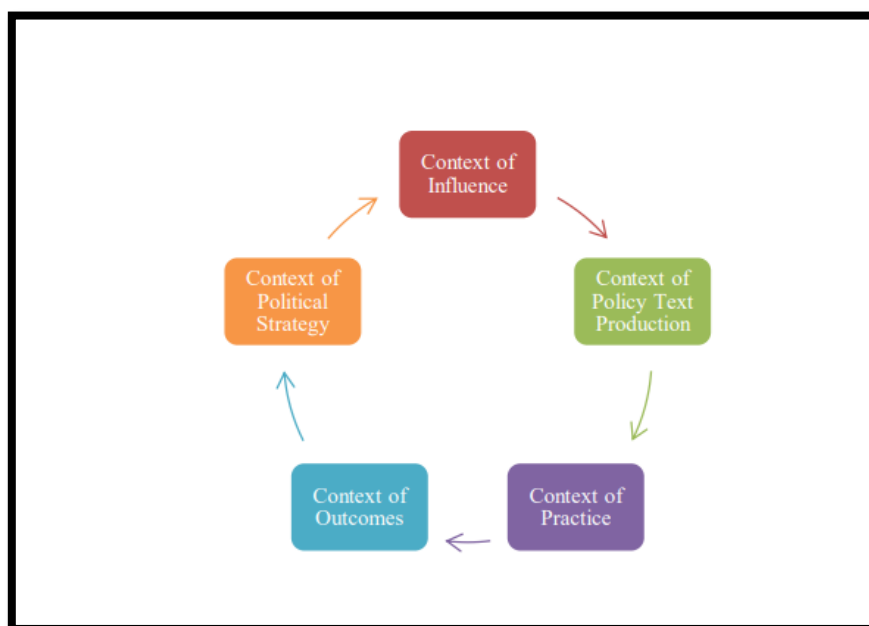 Context of
Influence
Context of
Policy Text
Production
Context of
Practice
Context of
Outcomes
Context of
Political
Strategy